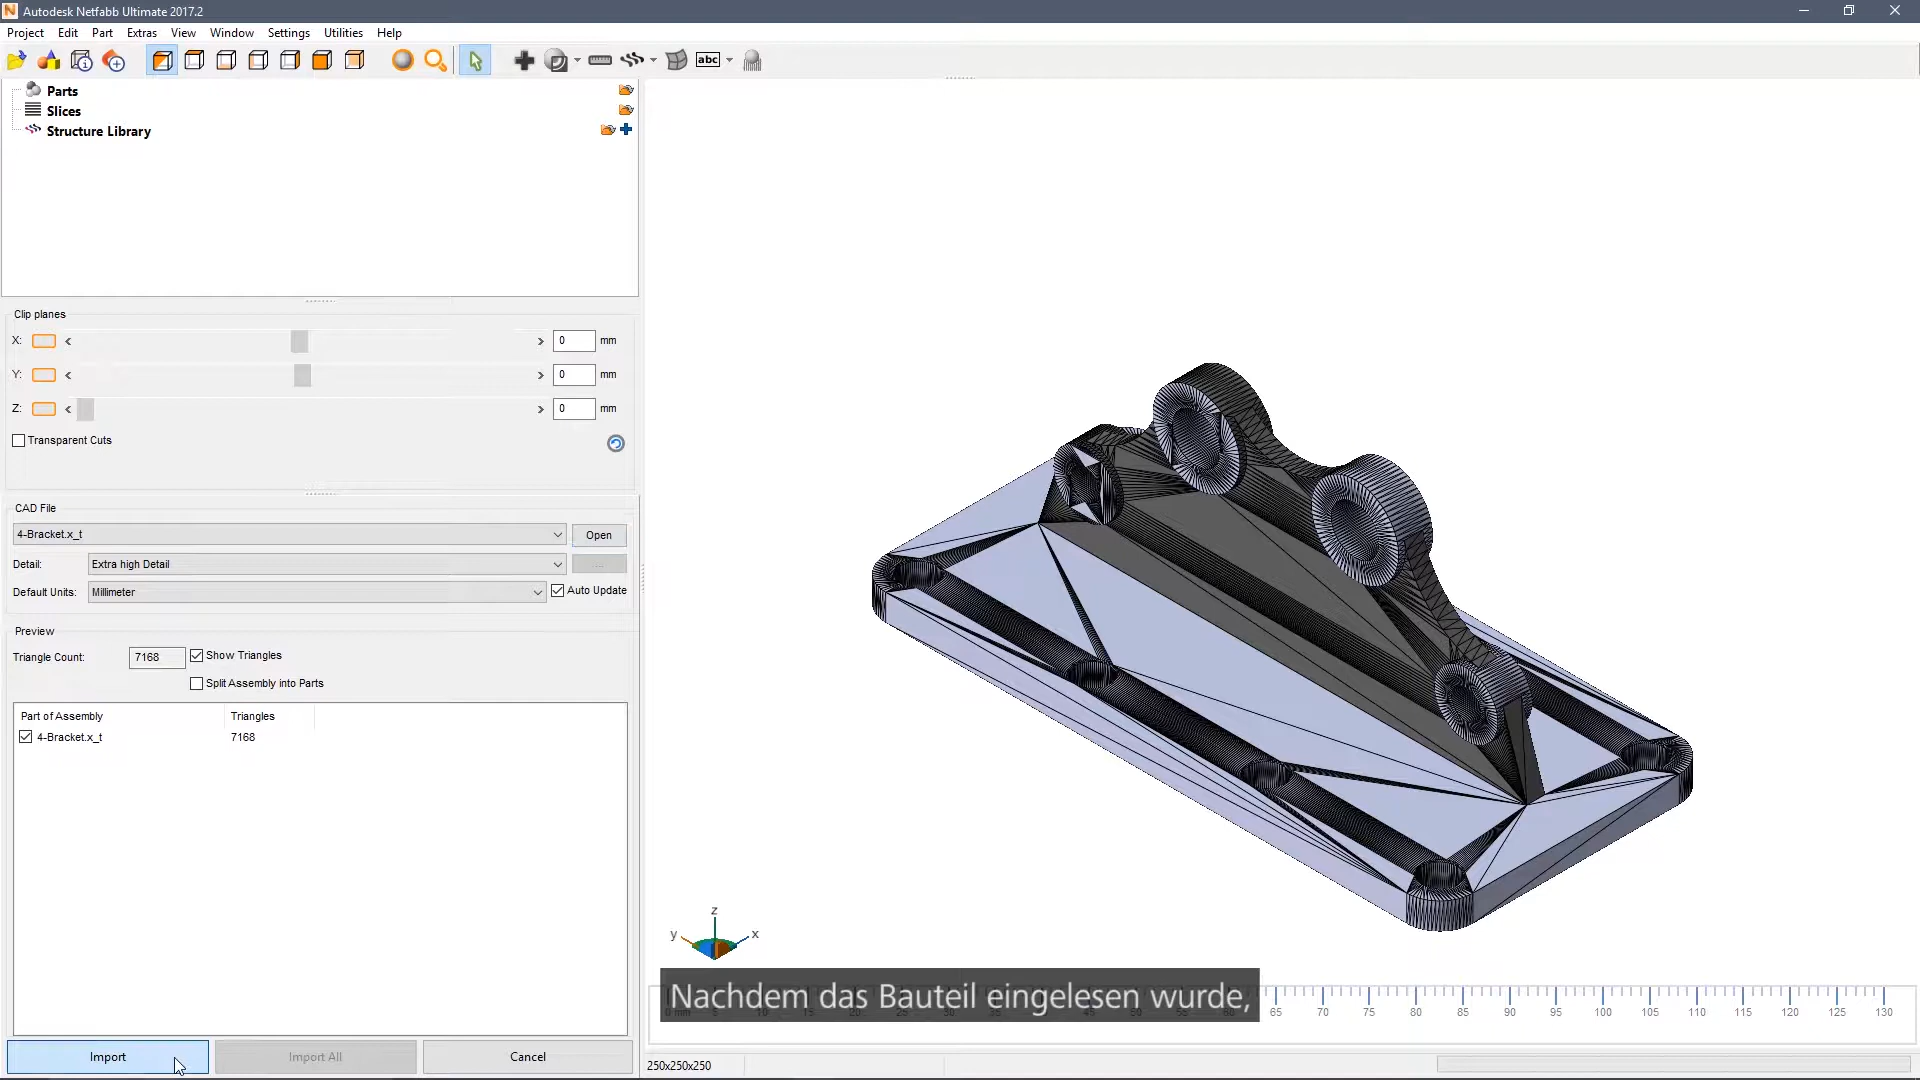 Autodesk Netfabb Ultimate 2017.2
Project Edit Part Extras View Window Settings Utilities Help
abc
Parts
Slices
Structure Library
Clip planes
X: 0 mm
Y: 0 mm
Z: 0 mm
Transparent Cuts
CAD File
4-Bracket.x_t Open
Detail: Extra high Detail ...
Default Units: Millimeter Auto Update
Preview
Triangle Count: 7168 Show Triangles
Split Assembly into Parts
Part of Assembly Triangles
4-Bracket.x_t 7168
z
y x
Nachdem das Bauteil eingelesen wurde,
65 70 75 80 85 90 95 100 105 110 115 120 125 130
Import Import All Cancel
250x250x250